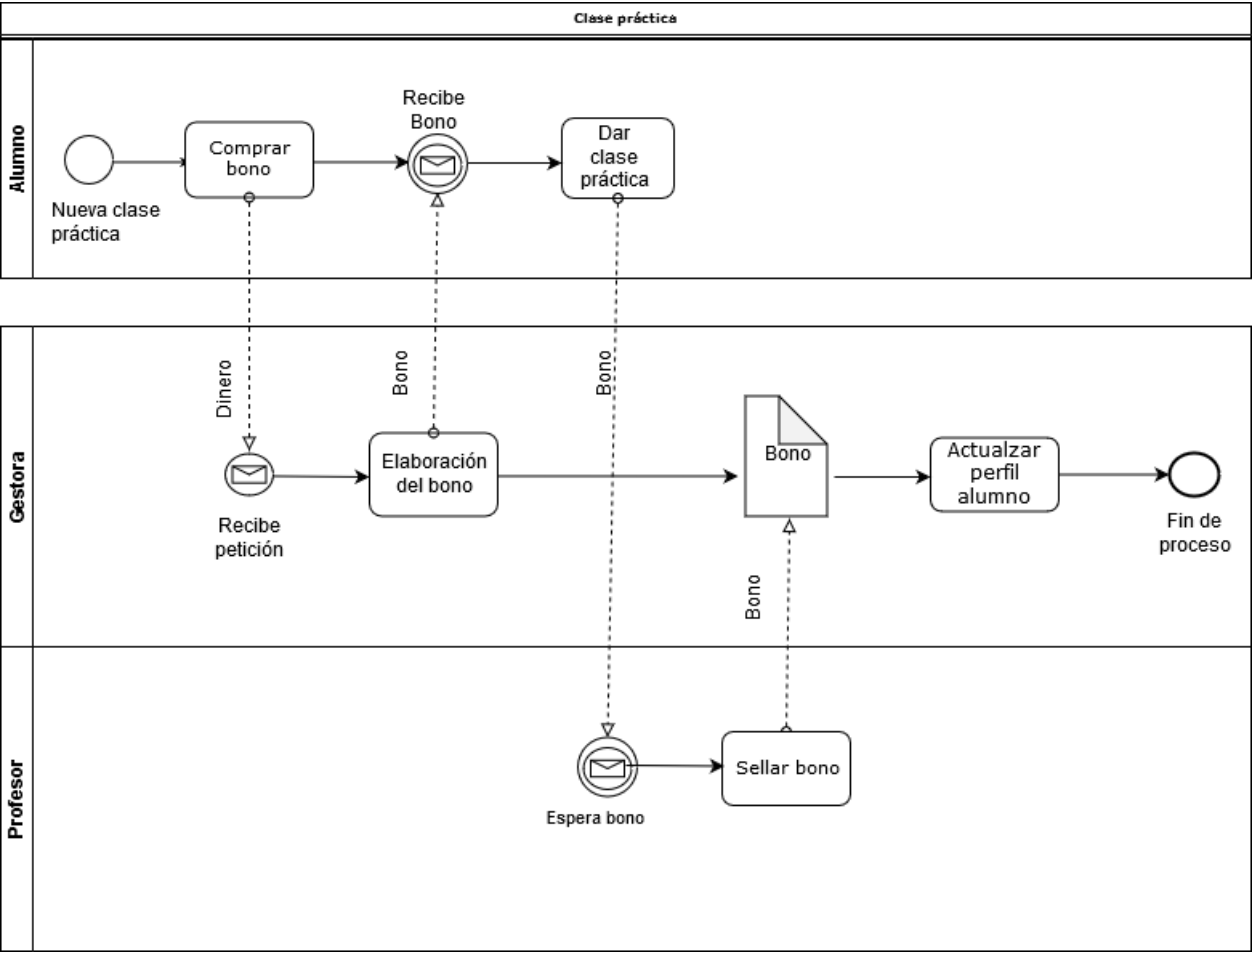 Clase práctica
Alumno
Nueva clase
práctica
Comprar
bono
Recibe
Bono
Dar
clase
práctica
Dinero
Bono
Bono
Gestora
Recibe
petición
Elaboración
del bono
Bono
Actualzar
perfil
alumno
Fin de
proceso
Bono
Profesor
Espera bono
Sellar bono